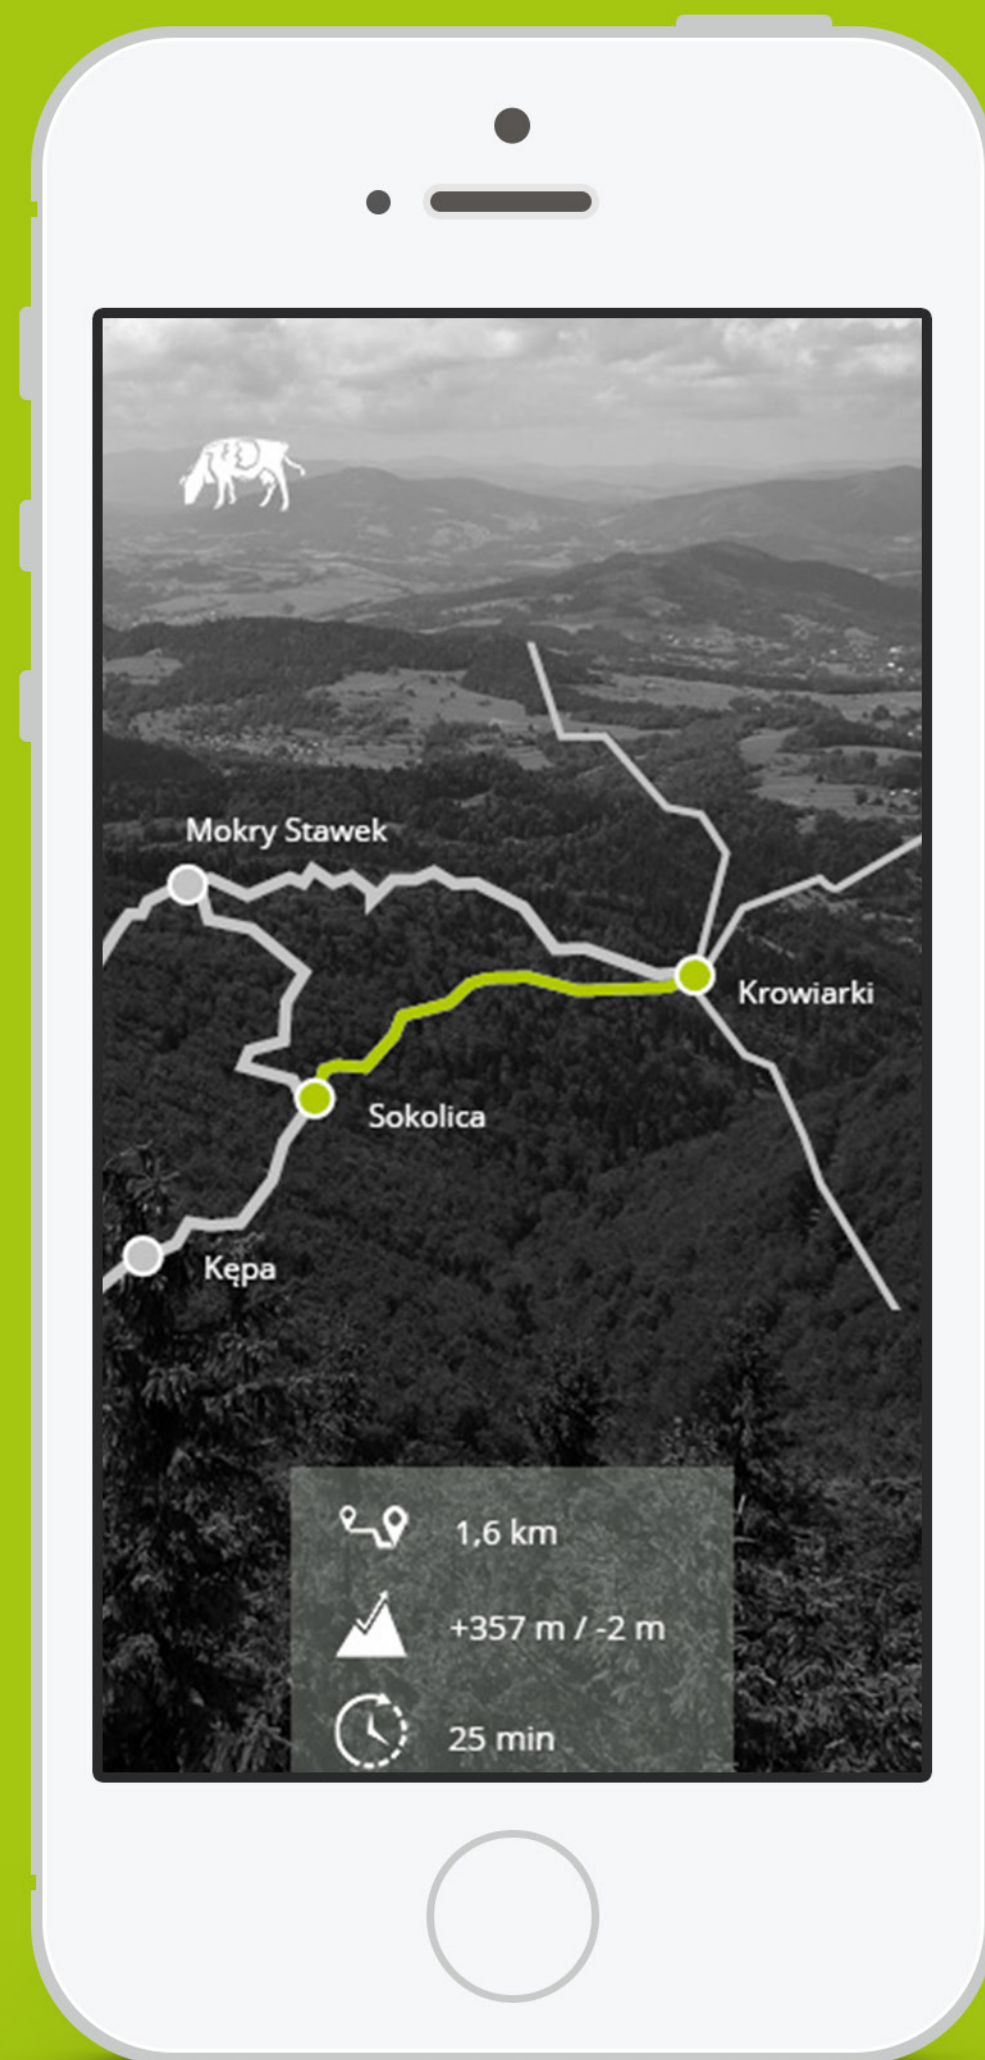 Mokry Stawek
Krowiarki
Sokolica
Kępa
1,6 km
+357 m / -2 m
25 min